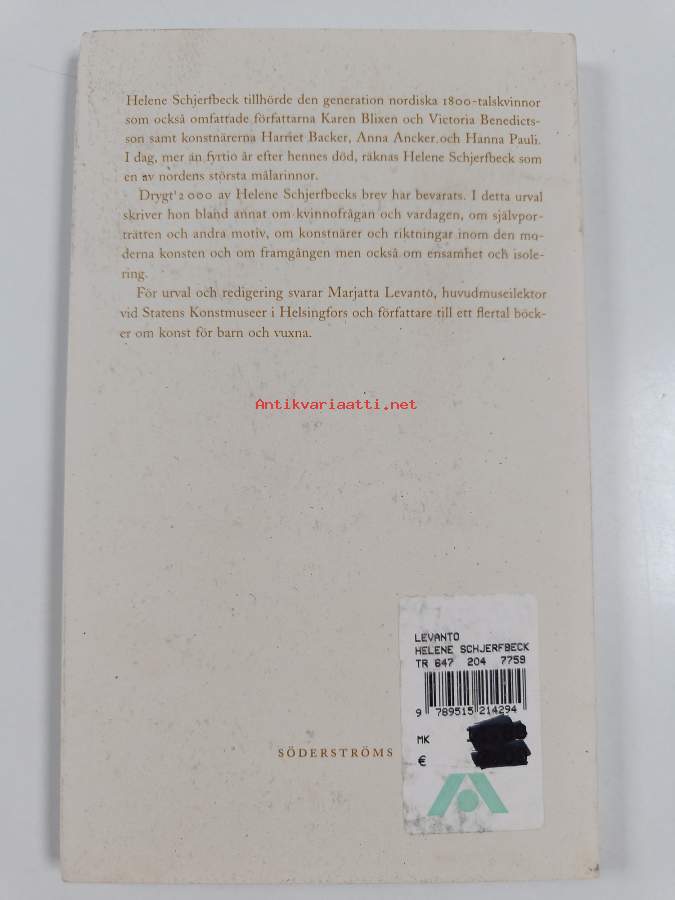 Helene Schjerfbeck tillhörde den generation nordiska 1800-talskvinnor
som också omfattade författarna Karen Blixen och Victoria Benedicts-
son samt konstnärerna Harriet Backer, Anna Ancker och Hanna Pauli.
I dag, mer än fyrtio år efter hennes död, räknas Helene Schjerfbeck som
en av nordens största målarinnor.
Drygt 2 000 av Helene Schjerfbecks brev har bevarats. I detta urval
skriver hon bland annat om kvinnofrågan och vardagen, om självpor-
trätten och andra motiv, om konstnärer och riktningar inom den mo-
derna konsten och om framgången men också om ensamhet och isole-
ring.
För urval och redigering svarar Marjatta Levanto, huvudmuseilektor
vid Statens Konstmuseer i Helsingfors och författare till ett flertal böck-
er om konst för barn och vuxna.
Antikvariaatti.net
LEVANTO
HELENE SCHJERFBECK
TR 647 204 7759
9 789515 214294
MK
€
SÖDERSTRÖMS